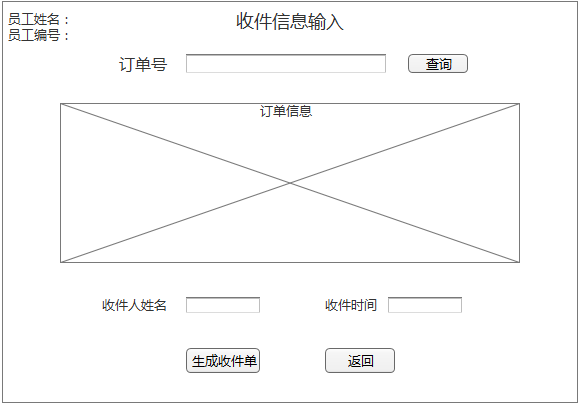 员工姓名：
员工编号：
收件信息输入
订单号
查询
订单信息
收件人姓名
收件时间
生成收件单
返回